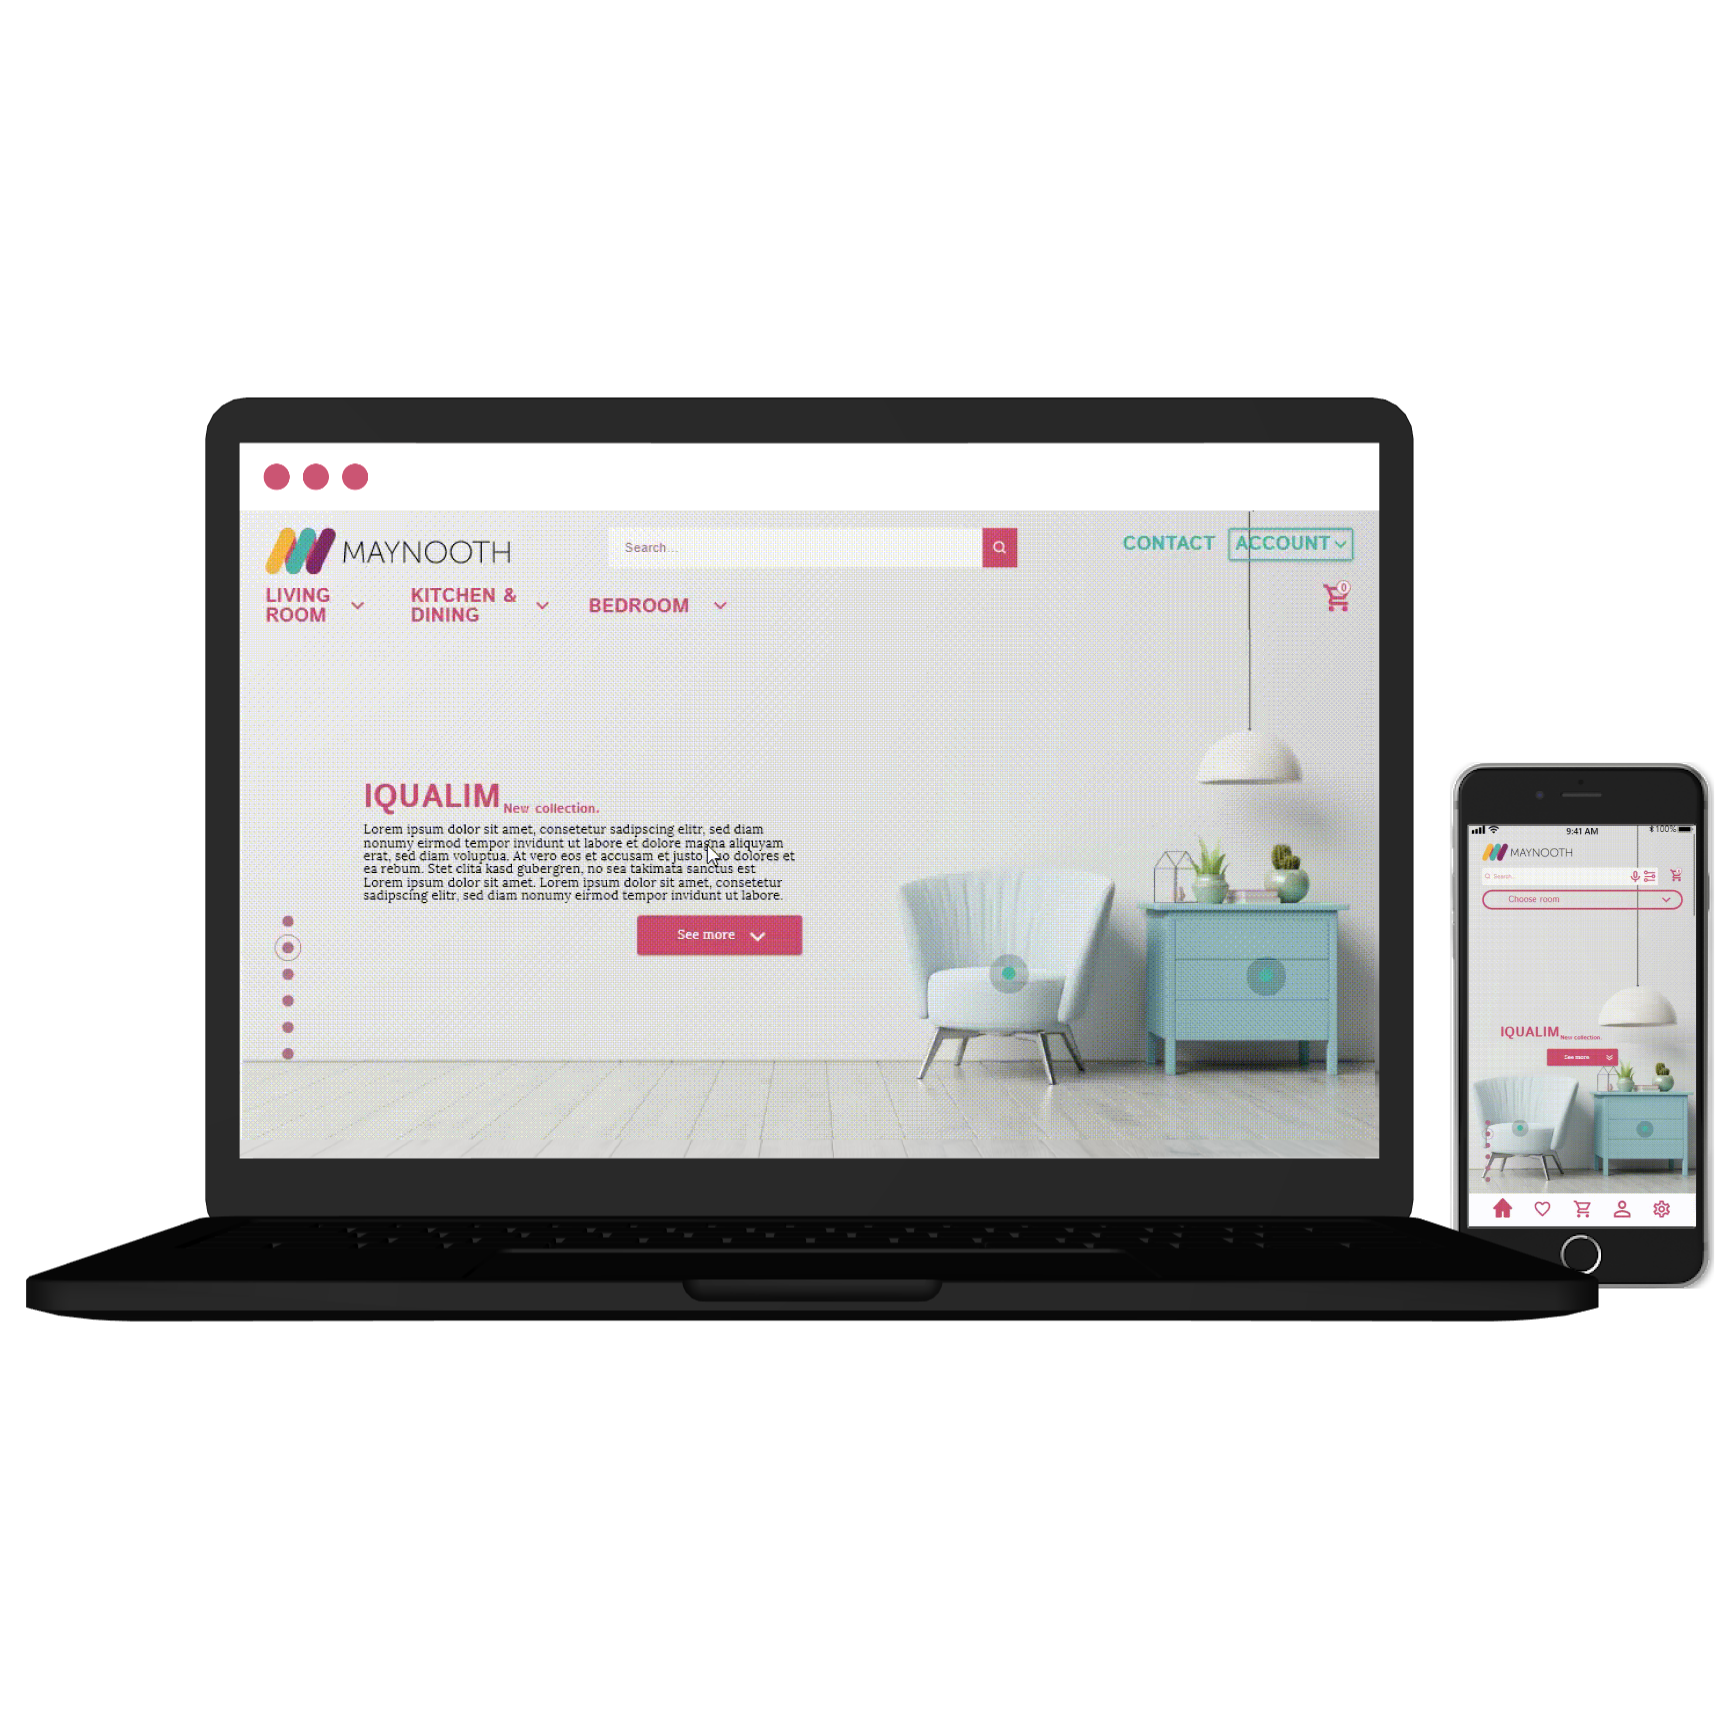 MAYNOOTH
Search...
CONTACT
ACCOUNT
0
LIVING
ROOM
KITCHEN &
DINING
BEDROOM
IQUALIM
New collection.
Lorem ipsum dolor sit amet, consetetur sadipscing elitr, sed diam
nonumy eirmod tempor invidunt ut labore et dolore magna aliquyam
erat, sed diam voluptua. At vero eos et accusam et justo duo dolores et
ea rebum. Stet clita kasd gubergren, no sea takimata sanctus est
Lorem ipsum dolor sit amet. Lorem ipsum dolor sit amet, consetetur
sadipscing elitr, sed diam nonumy eirmod tempor invidunt ut labore.
See more
9:41 AM
100%
MAYNOOTH
Search...
Choose room
IQUALIM
New collection.
See more